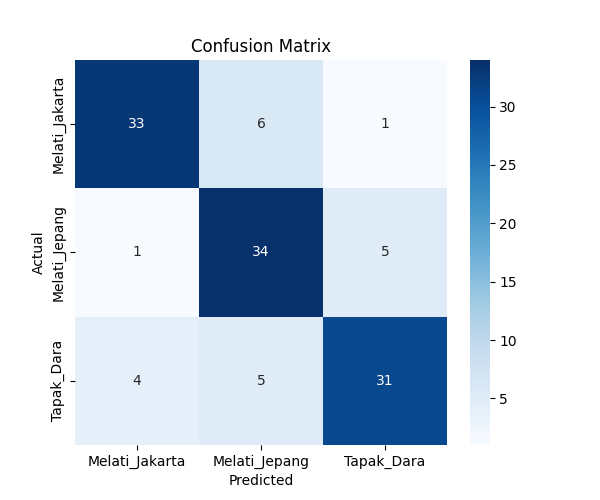 Confusion Matrix
Actual
Melati_Jakarta
33 6 1
Melati_Jepang
1 34 5
Tapak_Dara
4 5 31
Melati_Jakarta Melati_Jepang Tapak_Dara
Predicted
30
25
20
15
10
5